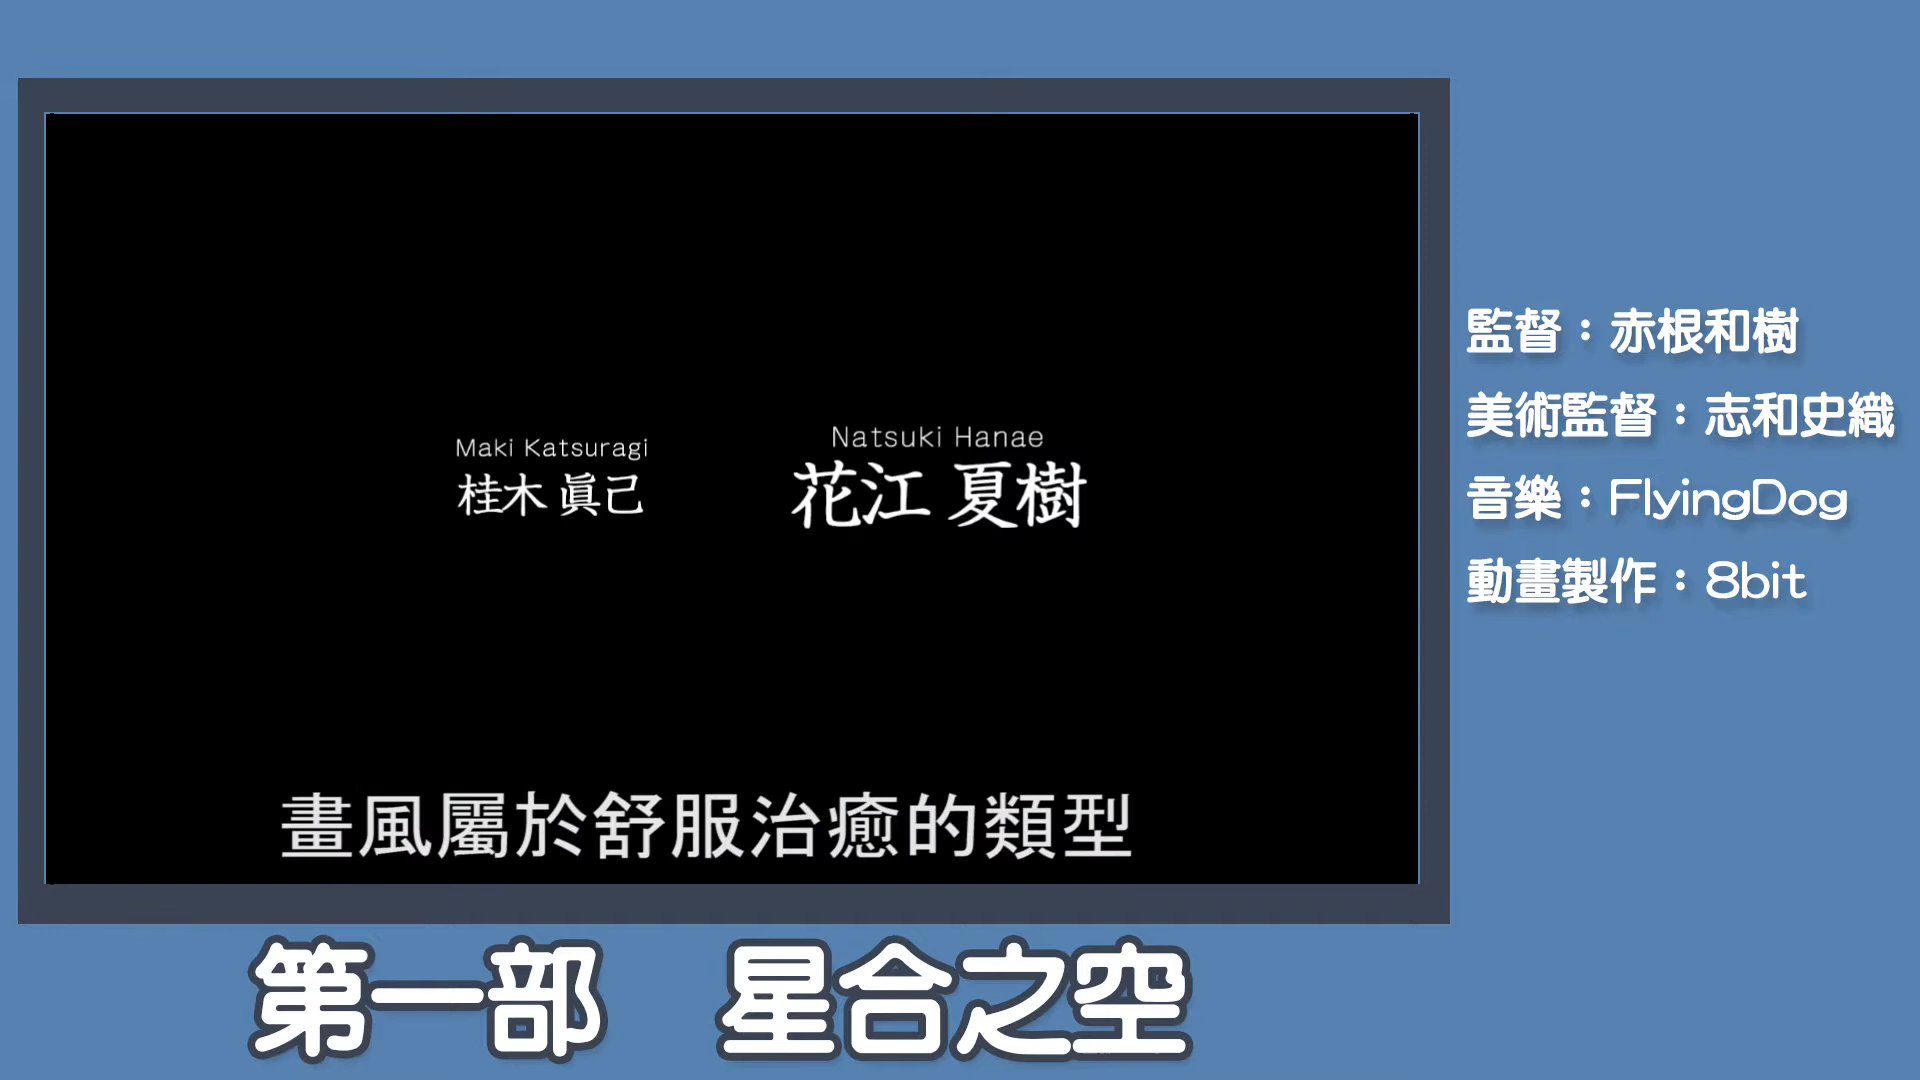 Maki Katsuragi
桂木 眞己
Natsuki Hanae
花江 夏樹
畫風屬於舒服治癒的類型
監督：赤根和樹
美術監督：志和史織
音樂：FlyingDog
動畫製作：8bit
第一部 星合之空